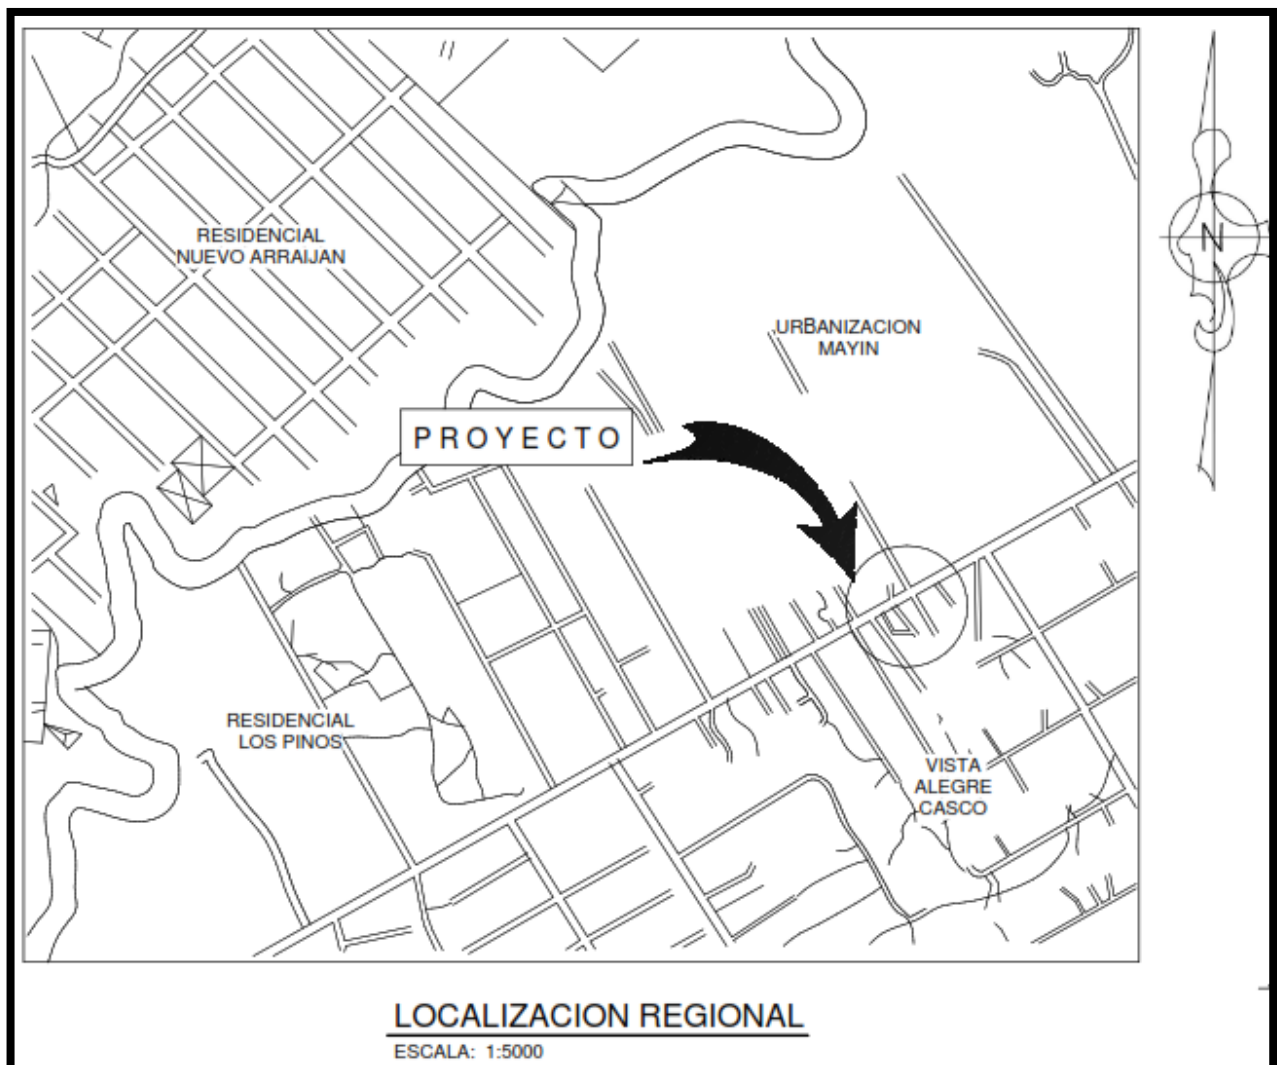 RESIDENCIAL
NUEVO ARRAIJAN
N
URBANIZACION
MAYIN
PROYECTO
RESIDENCIAL
LOS PINOS
VISTA
ALEGRE
CASCO
LOCALIZACION REGIONAL
ESCALA: 1:5000